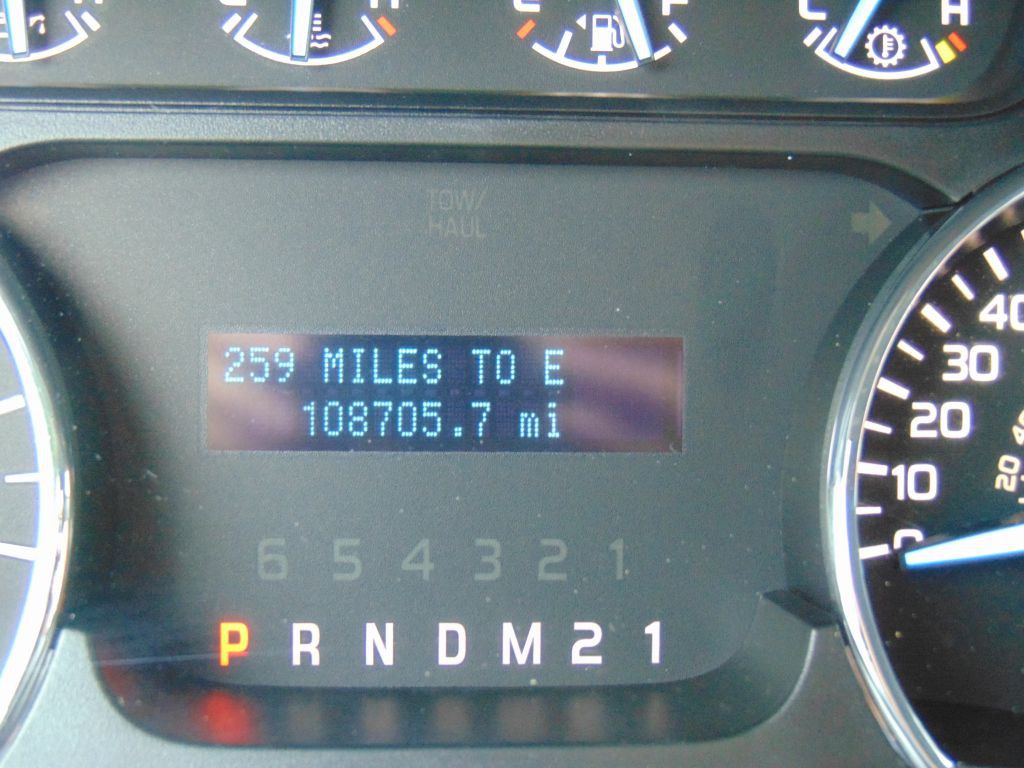 H
C H
E F
C H
TOW/
HAUL
259 MILES TO E
108705.7 mi
40
30
20
10
0
20
6 5 4 3 2 1
P R N D M 2 1